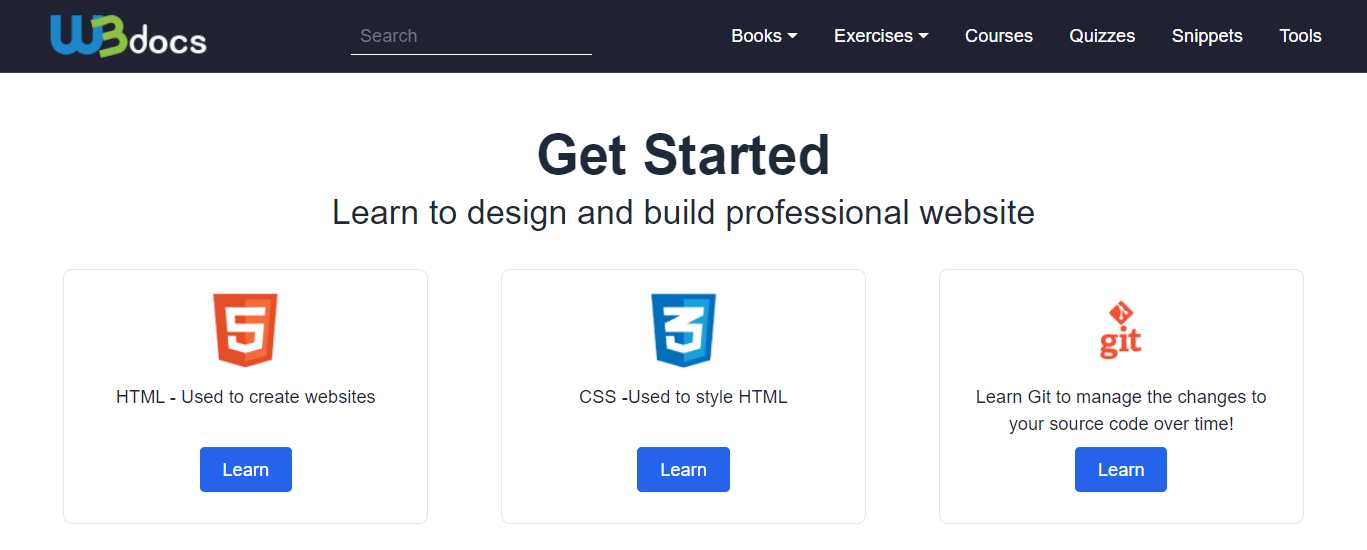 W3docs
Search
Books
Exercises
Courses
Quizzes
Snippets
Tools
Get Started
Learn to design and build professional website
5
HTML - Used to create websites
Learn
3
CSS -Used to style HTML
Learn
git
Learn Git to manage the changes to
your source code over time!
Learn